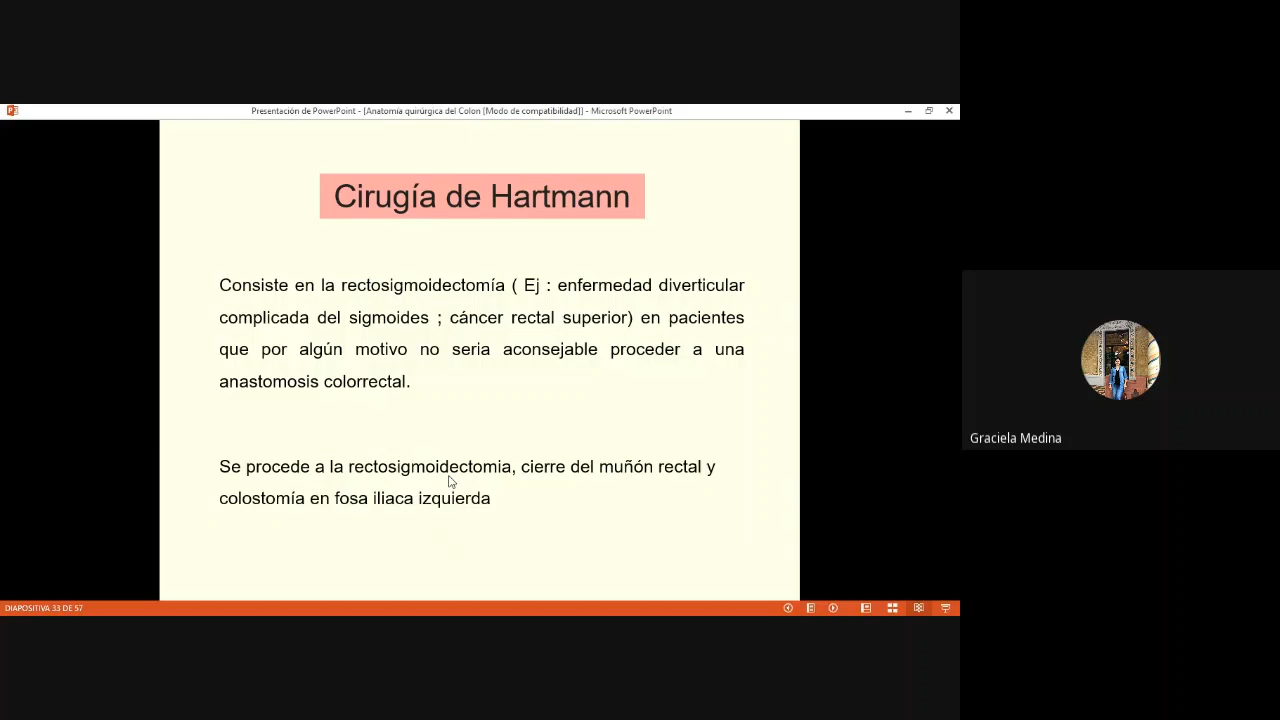 Presentación de PowerPoint - [Anatomía quirúrgica del Colon [Modo de compatibilidad]] - Microsoft PowerPoint
Cirugía de Hartmann
Consiste en la rectosigmoidectomía ( Ej : enfermedad diverticular
complicada del sigmoides ; cáncer rectal superior) en pacientes
que por algún motivo no seria aconsejable proceder a una
anastomosis colorrectal.
Se procede a la rectosigmoidectomia, cierre del muñón rectal y
colostomía en fosa iliaca izquierda
Graciela Medina
DIAPOSITIVA 33 DE 57